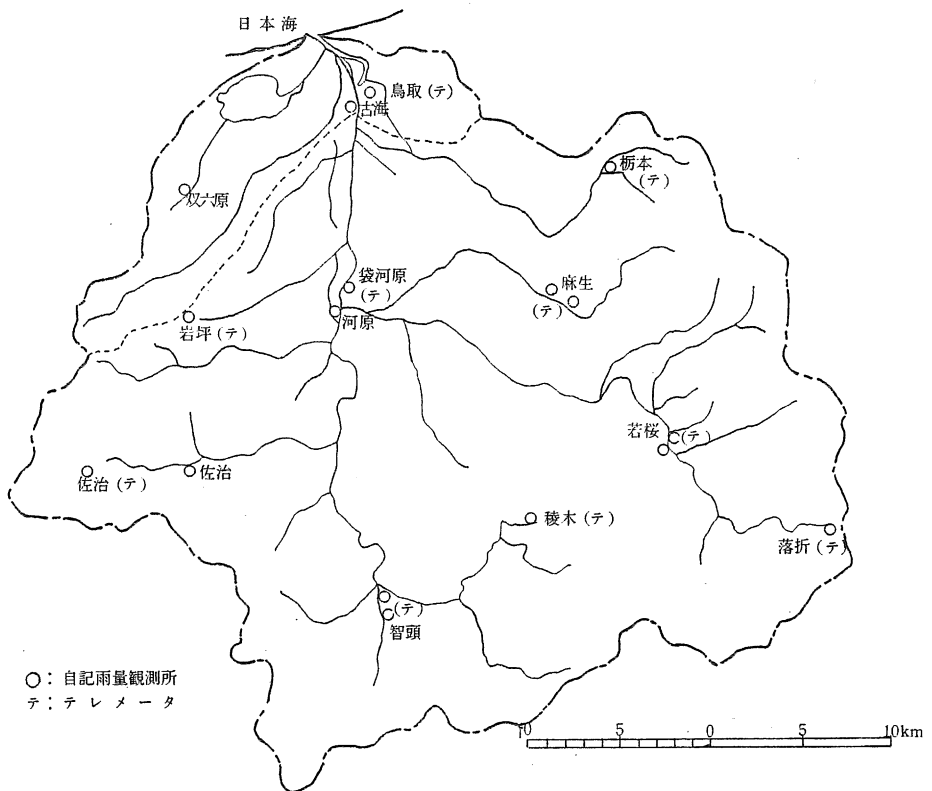 日本海
鳥取(テ)
古海
栃本
(テ)
双六原
袋河原
(テ)
麻生
(テ)
河原
岩坪(テ)
若桜
(テ)
佐治(テ)
佐治
稜木(テ)
落折(テ)
(テ)
智頭
○:自記雨量観測所
テ:テレメータ
10 5 0 5 10km